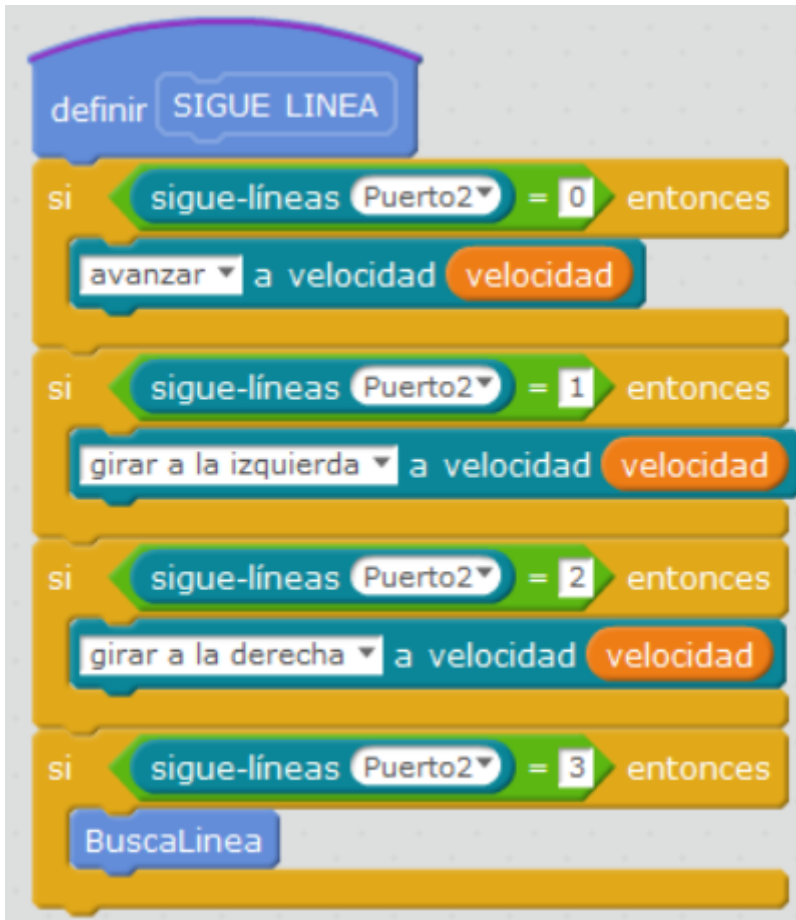 definir SIGUE LINEA
si sigue-líneas Puerto2 = 0 entonces
avanzar a velocidad velocidad
si sigue-líneas Puerto2 = 1 entonces
girar a la izquierda a velocidad velocidad
si sigue-líneas Puerto2 = 2 entonces
girar a la derecha a velocidad velocidad
si sigue-líneas Puerto2 = 3 entonces
BuscaLinea